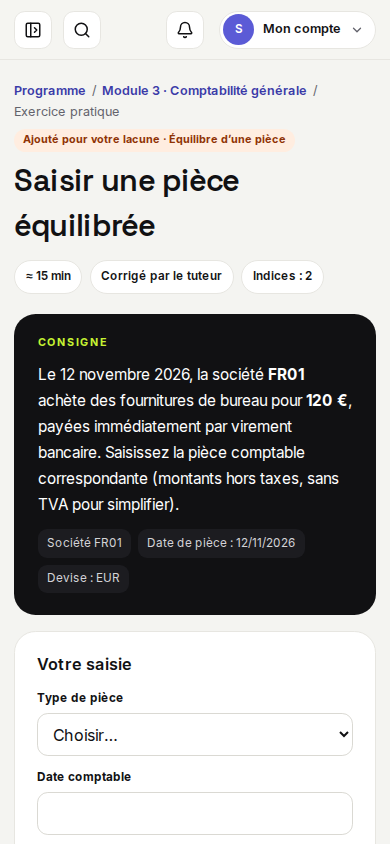 S Mon compte
Programme / Module 3 · Comptabilité générale /
Exercice pratique
Ajouté pour votre lacune · Équilibre d’une pièce
Saisir une pièce
équilibrée
≈ 15 min Corrigé par le tuteur Indices : 2
CONSIGNE
Le 12 novembre 2026, la société FR01
achète des fournitures de bureau pour 120 €,
payées immédiatement par virement
bancaire. Saisissez la pièce comptable
correspondante (montants hors taxes, sans
TVA pour simplifier).
Société FR01 Date de pièce : 12/11/2026
Devise : EUR
Votre saisie
Type de pièce
Choisir...
Date comptable